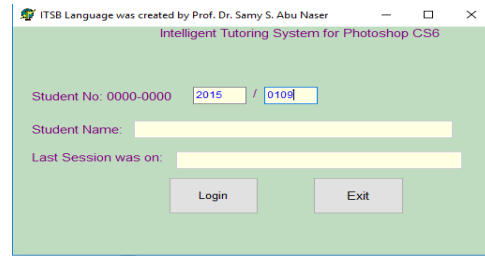 ITSB Language was created by Prof. Dr. Samy S. Abu Naser
Intelligent Tutoring System for Photoshop CS6
Student No: 0000-0000 2015 / 0109
Student Name:
Last Session was on:
Login Exit